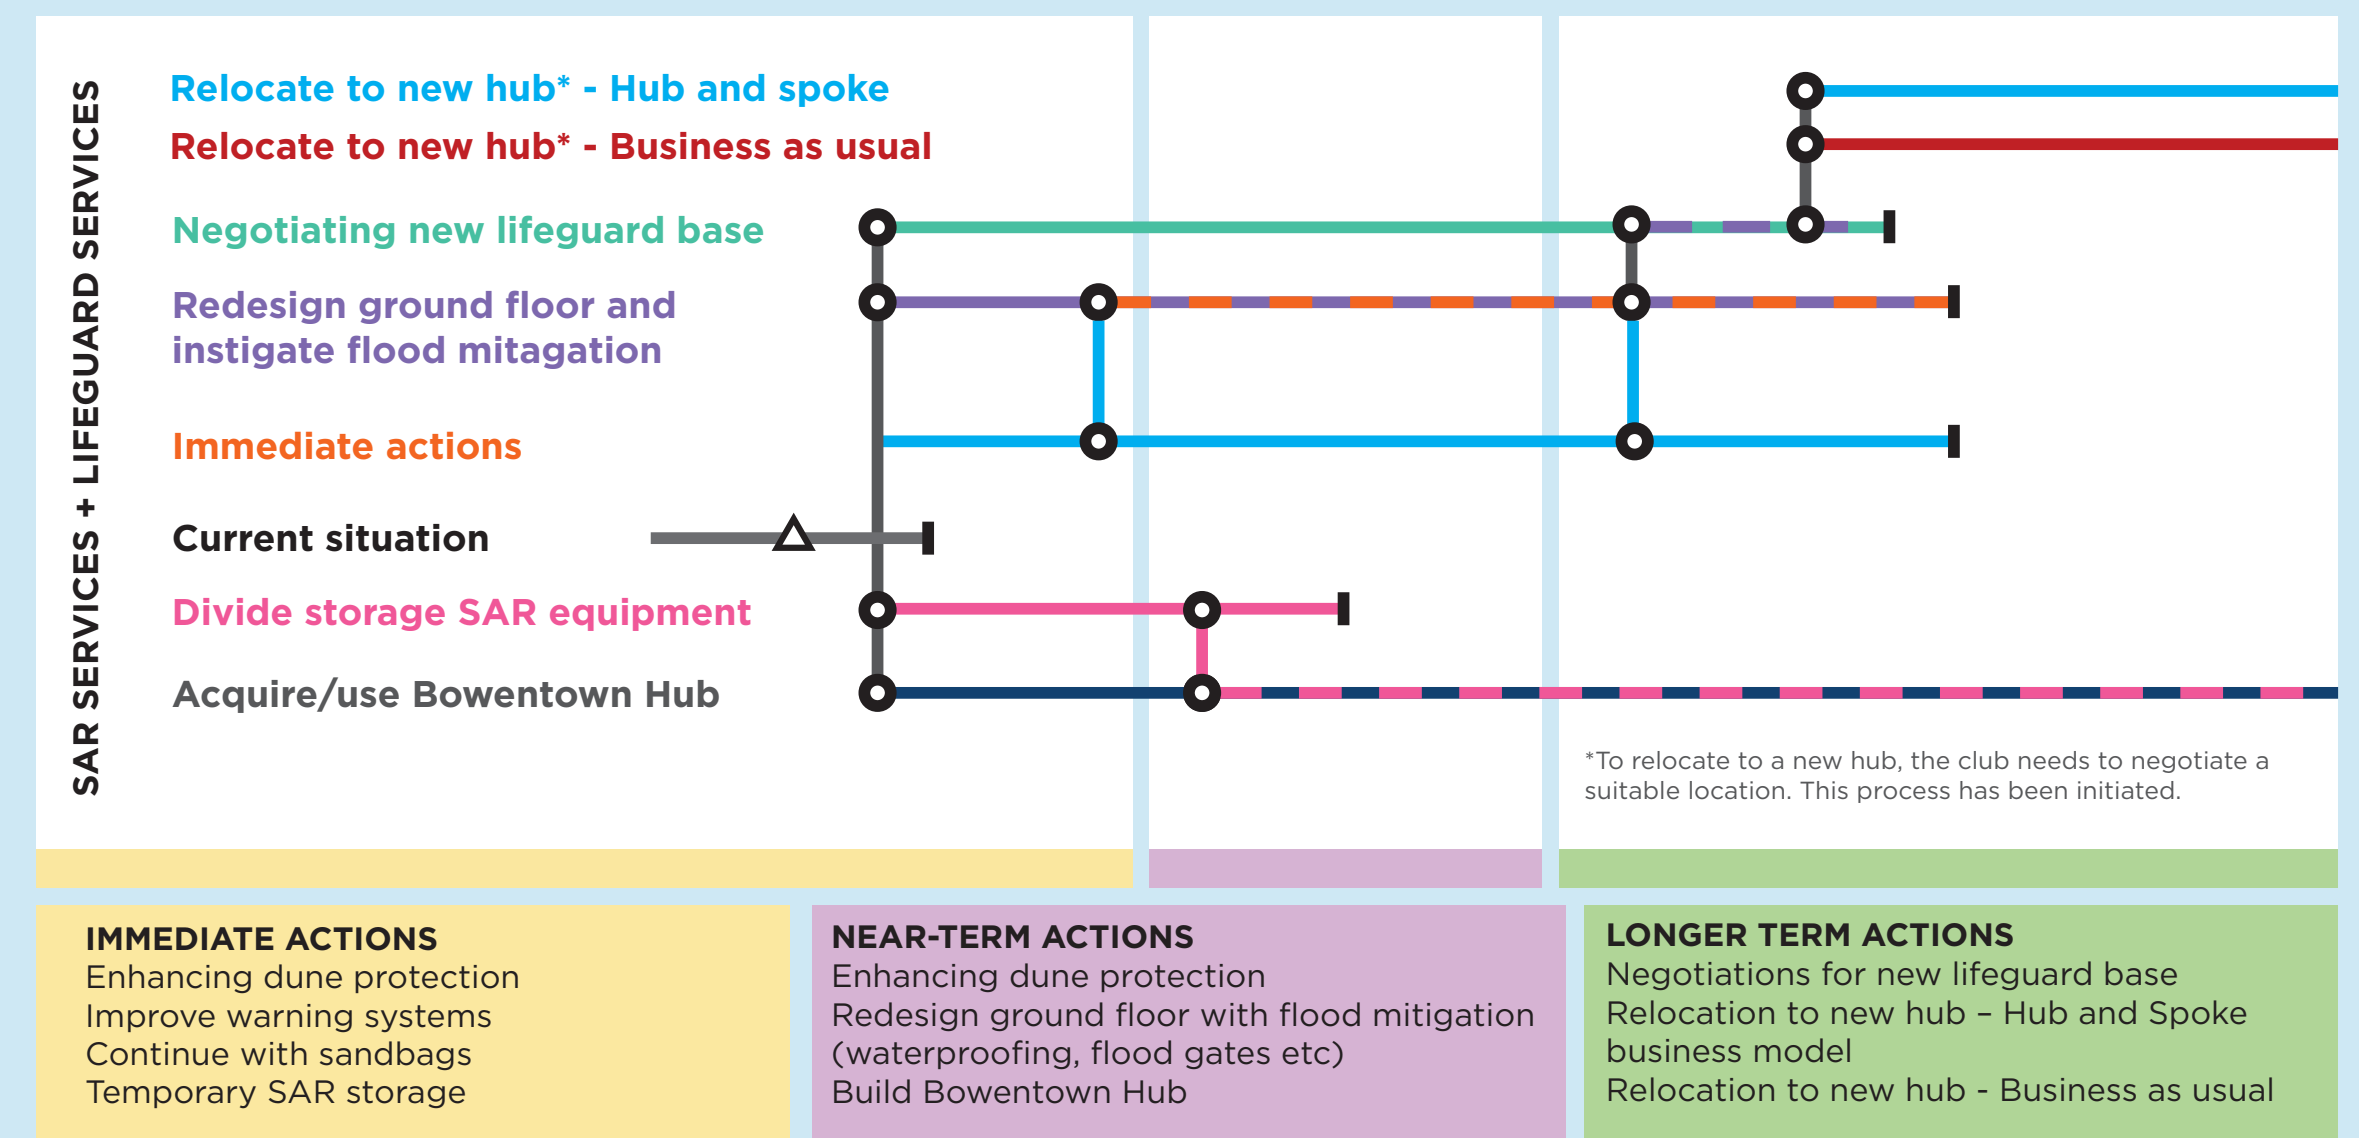 SAR SERVICES + LIFEGUARD SERVICES
Relocate to new hub* - Hub and spoke
Relocate to new hub* - Business as usual
Negotiating new lifeguard base
Redesign ground floor and
instigate flood mitagation
Immediate actions
Current situation
Divide storage SAR equipment
Acquire/use Bowentown Hub
*To relocate to a new hub, the club needs to negotiate a
suitable location. This process has been initiated.
IMMEDIATE ACTIONS
Enhancing dune protection
Improve warning systems
Continue with sandbags
Temporary SAR storage
NEAR-TERM ACTIONS
Enhancing dune protection
Redesign ground floor with flood mitigation
(waterproofing, flood gates etc)
Build Bowentown Hub
LONGER TERM ACTIONS
Negotiations for new lifeguard base
Relocation to new hub – Hub and Spoke
business model
Relocation to new hub - Business as usual